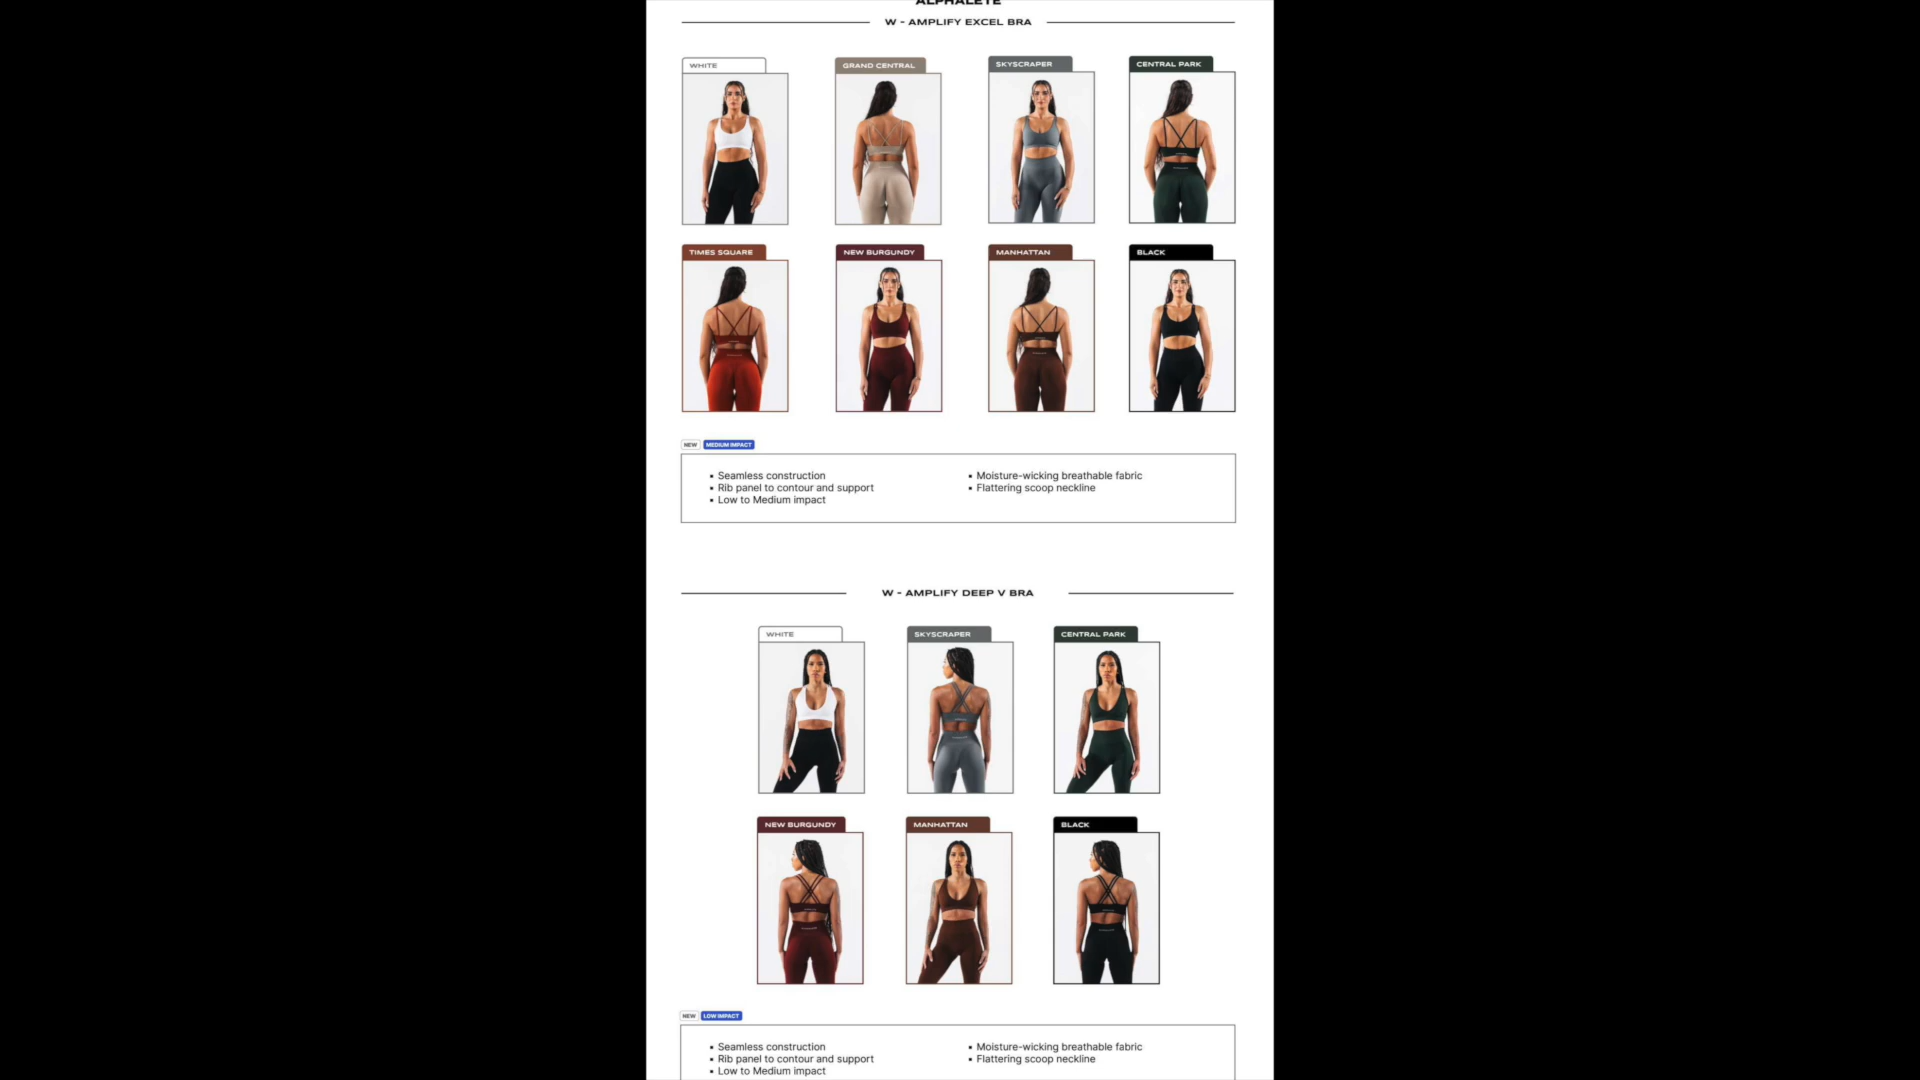 ALPHALETE
W - AMPLIFY EXCEL BRA
WHITE
GRAND CENTRAL
SKYSCRAPER
CENTRAL PARK
TIMES SQUARE
NEW BURGUNDY
MANHATTAN
BLACK
NEW MEDIUM IMPACT
▪ Seamless construction
▪ Rib panel to contour and support
▪ Low to Medium impact
▪ Moisture-wicking breathable fabric
▪ Flattering scoop neckline
W - AMPLIFY DEEP V BRA
WHITE
SKYSCRAPER
CENTRAL PARK
NEW BURGUNDY
MANHATTAN
BLACK
NEW LOW IMPACT
▪ Seamless construction
▪ Rib panel to contour and support
▪ Low to Medium impact
▪ Moisture-wicking breathable fabric
▪ Flattering scoop neckline